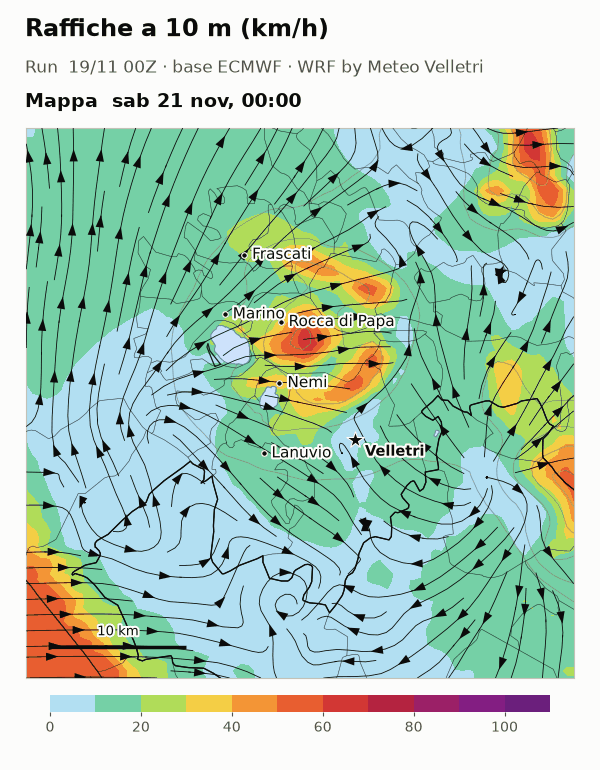 Raffiche a 10 m (km/h)
Run  19/11 00Z · base ECMWF · WRF by Meteo Velletri
Mappa  sab 21 nov, 00:00
Frascati
Marino
Rocca di Papa
Nemi
Velletri
Lanuvio
10 km
0 20 40 60 80 100